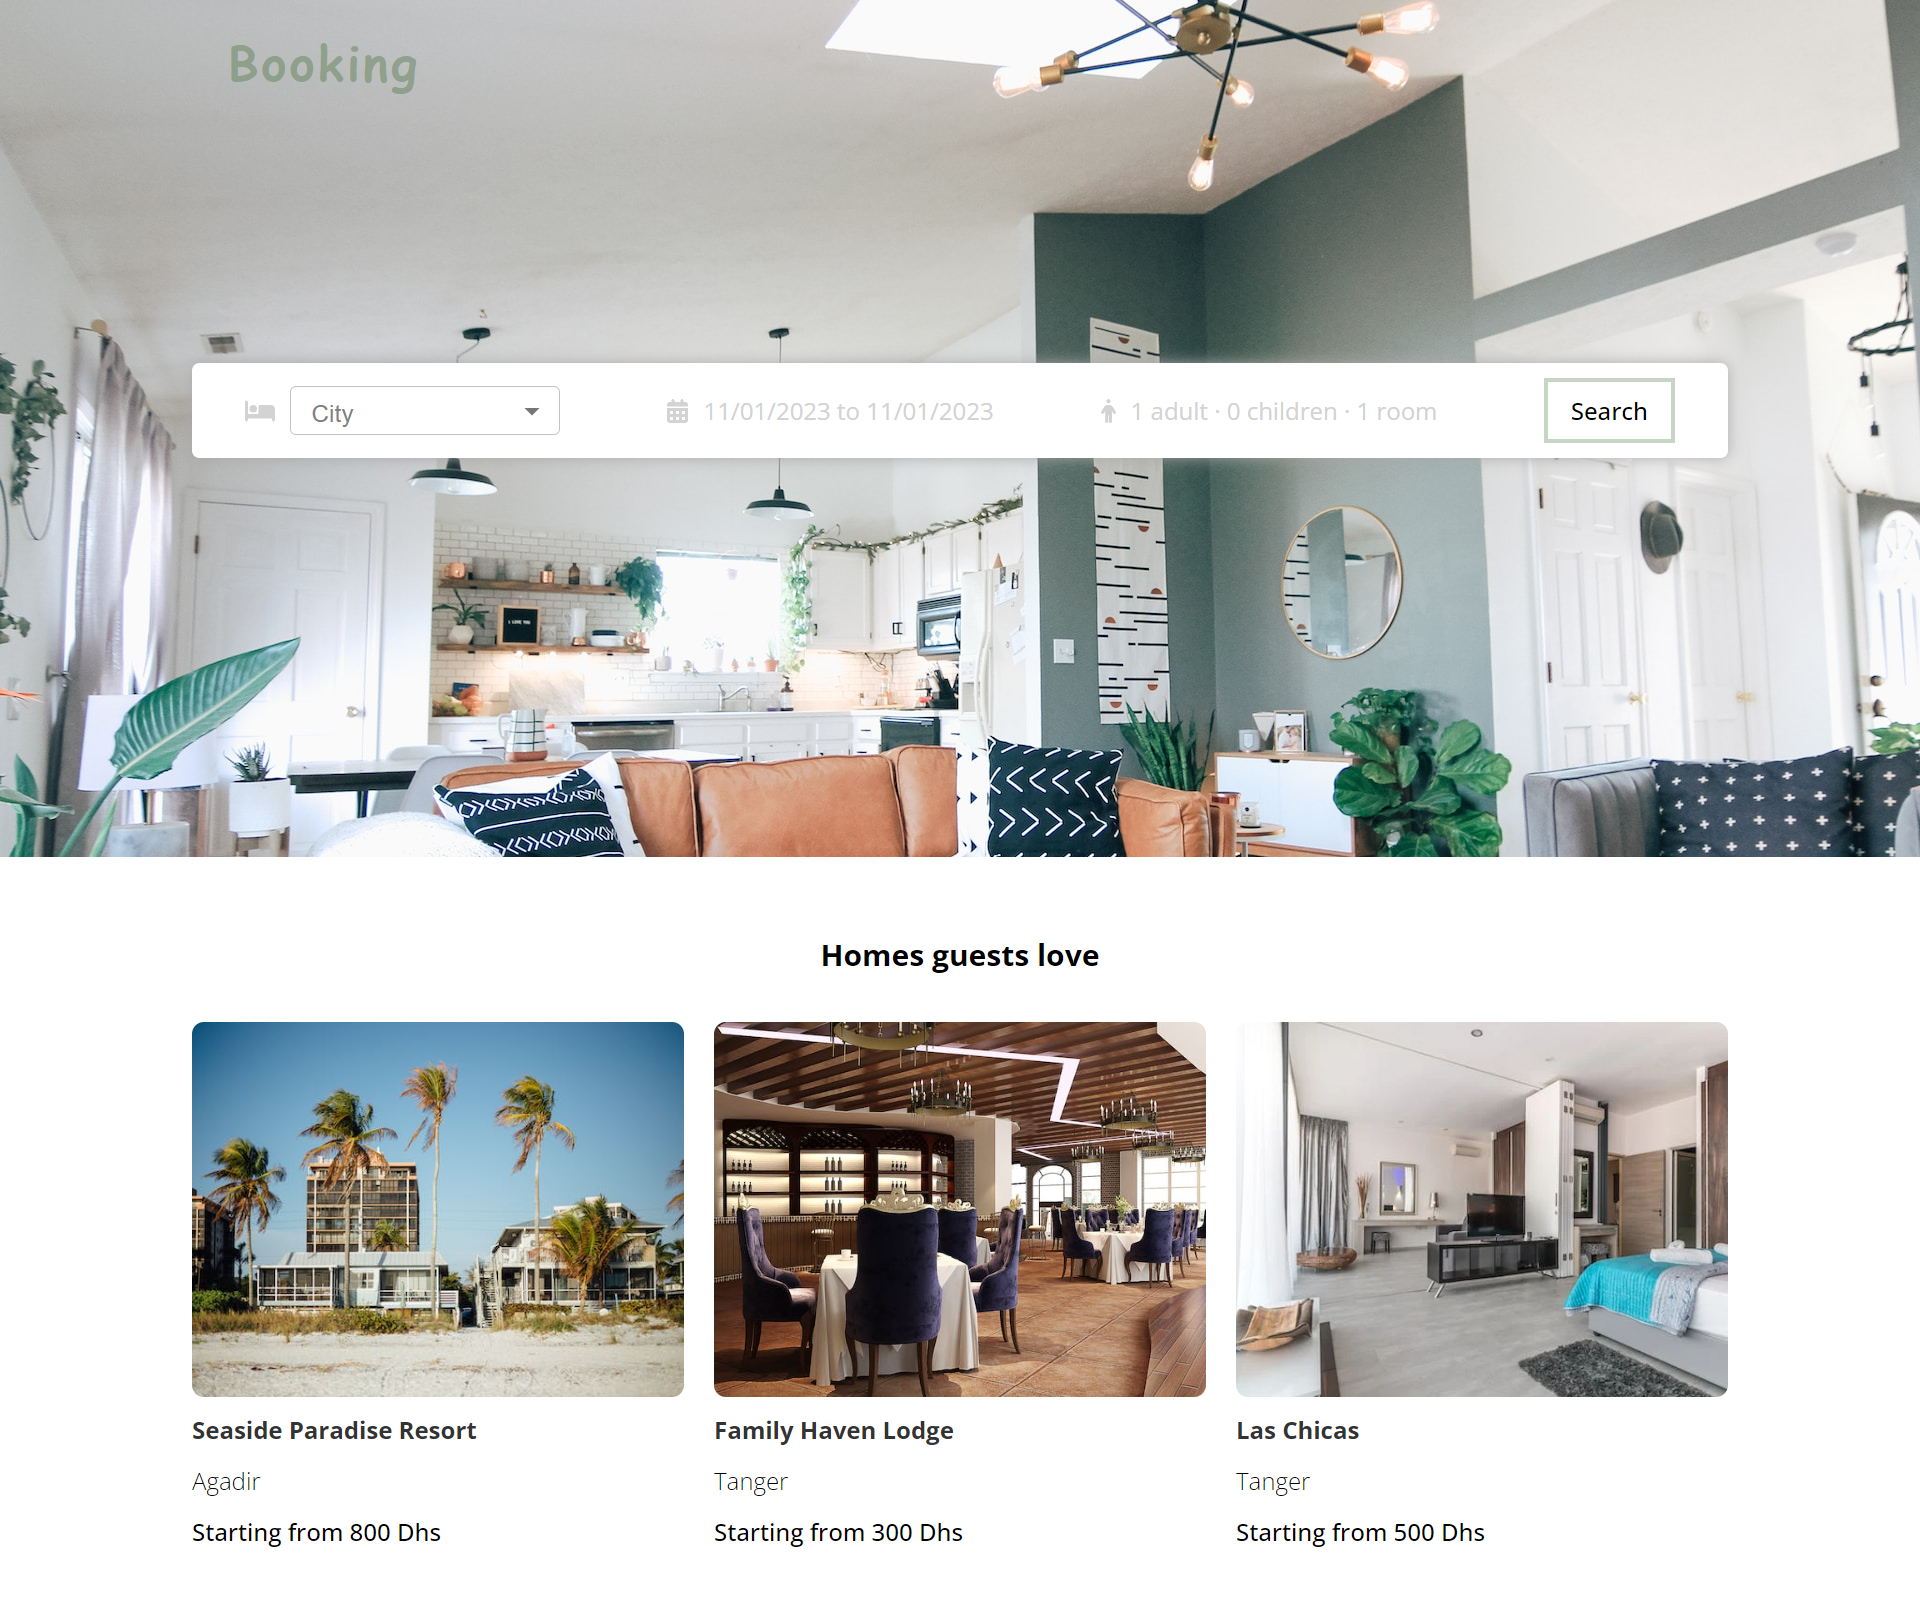 Booking
City
11/01/2023 to 11/01/2023
1 adult · 0 children · 1 room
Search
Homes guests love
Seaside Paradise Resort
Agadir
Starting from 800 Dhs
Family Haven Lodge
Tanger
Starting from 300 Dhs
Las Chicas
Tanger
Starting from 500 Dhs